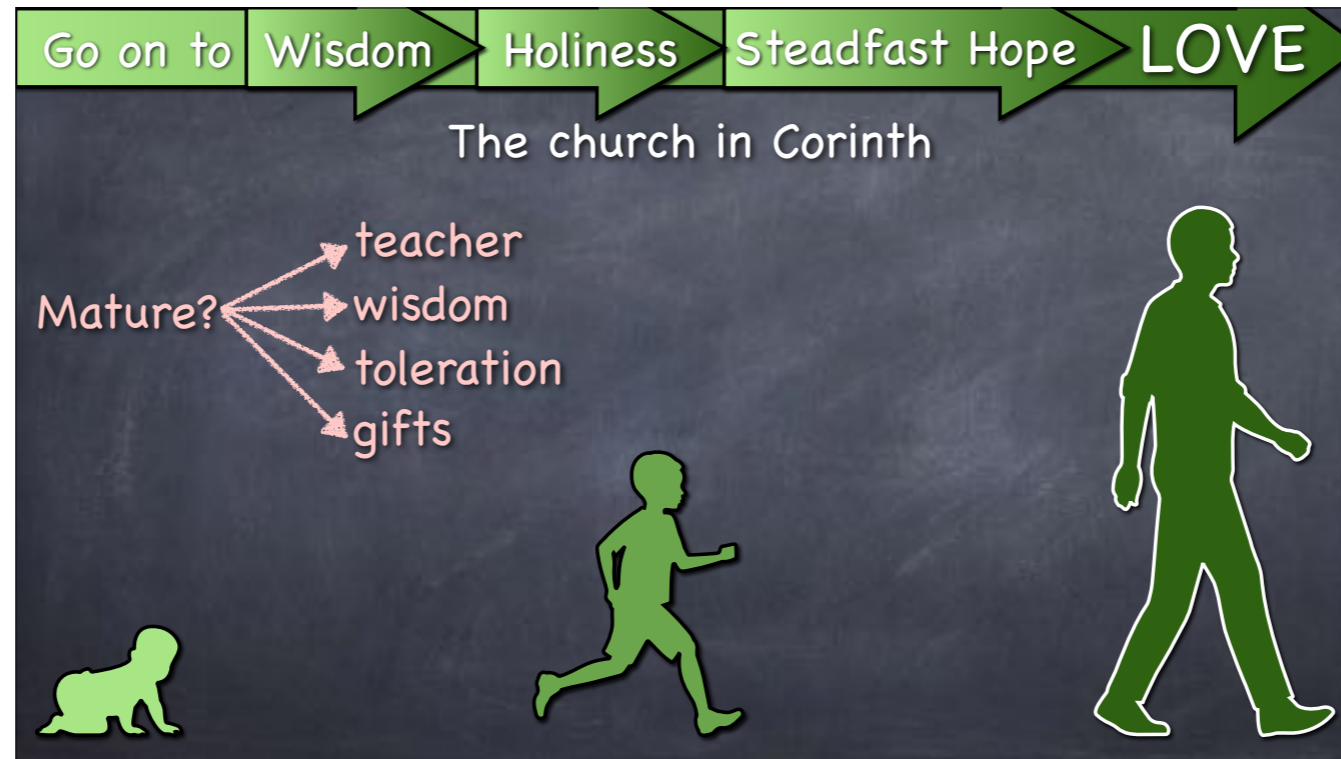 Go on to Wisdom Holiness Steadfast Hope LOVE
The church in Corinth
teacher
Mature? wisdom
toleration
gifts